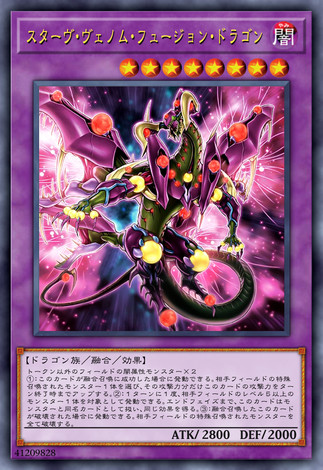 スターヴ・ヴェノム・フュージョン・ドラゴン
やみ
闇
【ドラゴン族/融合/効果】
トークン以外のフィールドの闇属性モンスター×2
①:このカードが融合召喚に成功した場合に発動できる。相手フィールドの特殊
召喚されたモンスター1体を選び、その攻撃力分だけこのカードの攻撃力をター
ン終了時までアップする。②:1ターンに1度、相手フィールドのレベル5以上の
モンスター1体を対象として発動できる。エンドフェイズまで、このカードはその
モンスターと同名カードとして扱い、同じ効果を得る。③:融合召喚したこのカード
が破壊された場合に発動できる。相手フィールドの特殊召喚されたモンスターを
全て破壊する。
ATK/ 2800 DEF/2000
41209828